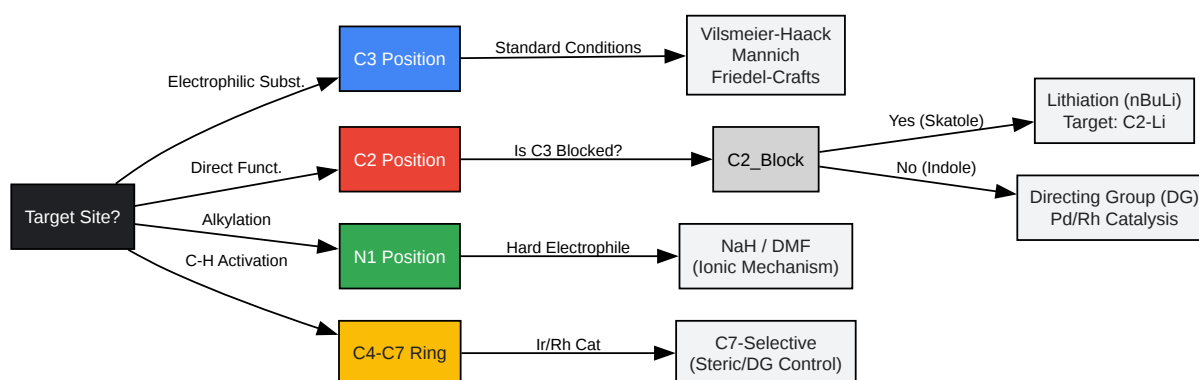 Target Site?
Electrophilic Subst.
C3 Position
Standard Conditions
Vilsmeier-Haack
Mannich
Friedel-Crafts
Direct Funct.
C2 Position
Is C3 Blocked?
C2_Block
Yes (Skatole)
Lithiation (nBuLi)
Target: C2-Li
No (Indole)
Directing Group (DG)
Pd/Rh Catalysis
Alkylation
N1 Position
Hard Electrophile
NaH / DMF
(Ionic Mechanism)
C-H Activation
C4-C7 Ring
Ir/Rh Cat
C7-Selective
(Steric/DG Control)